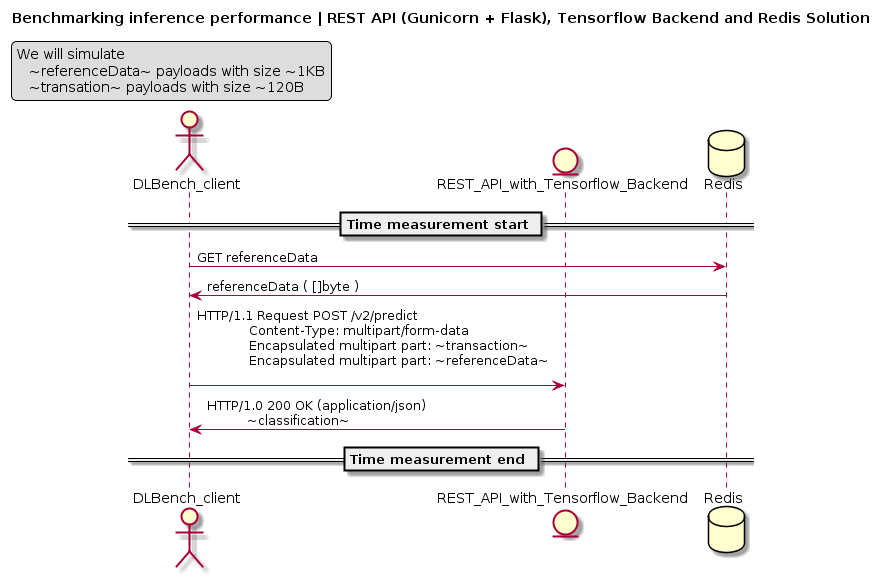 Benchmarking inference performance | REST API (Gunicorn + Flask), Tensorflow Backend and Redis Solution
We will simulate
~referenceData~ payloads with size ~1KB
~transation~ payloads with size ~120B
DLBench_client
REST_API_with_Tensorflow_Backend
Redis
Time measurement start
GET referenceData
referenceData ( []byte )
HTTP/1.1 Request POST /v2/predict
Content-Type: multipart/form-data
Encapsulated multipart part: ~transaction~
Encapsulated multipart part: ~referenceData~
HTTP/1.0 200 OK (application/json)
~classification~
Time measurement end
DLBench_client
REST_API_with_Tensorflow_Backend
Redis